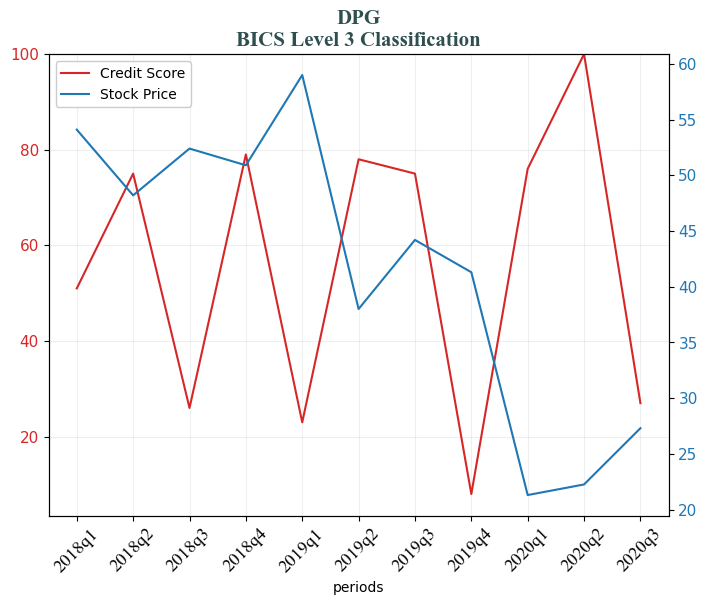 DPG
BICS Level 3 Classification
Credit Score
Stock Price
100
80
60
40
20
60
55
50
45
40
35
30
25
20
2018q1
2018q2
2018q3
2018q4
2019q1
2019q2
2019q3
2019q4
2020q1
2020q2
2020q3
periods